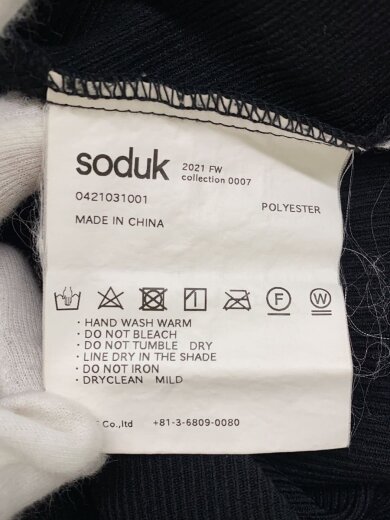 soduk 2021 FW
collection 0007
0421031001
POLYESTER
MADE IN CHINA
F W
· HAND WASH WARM
· DO NOT BLEACH
· DO NOT TUMBLE DRY
· LINE DRY IN THE SHADE
· DO NOT IRON
· DRYCLEAN MILD
Co.,ltd +81-3-6809-0080